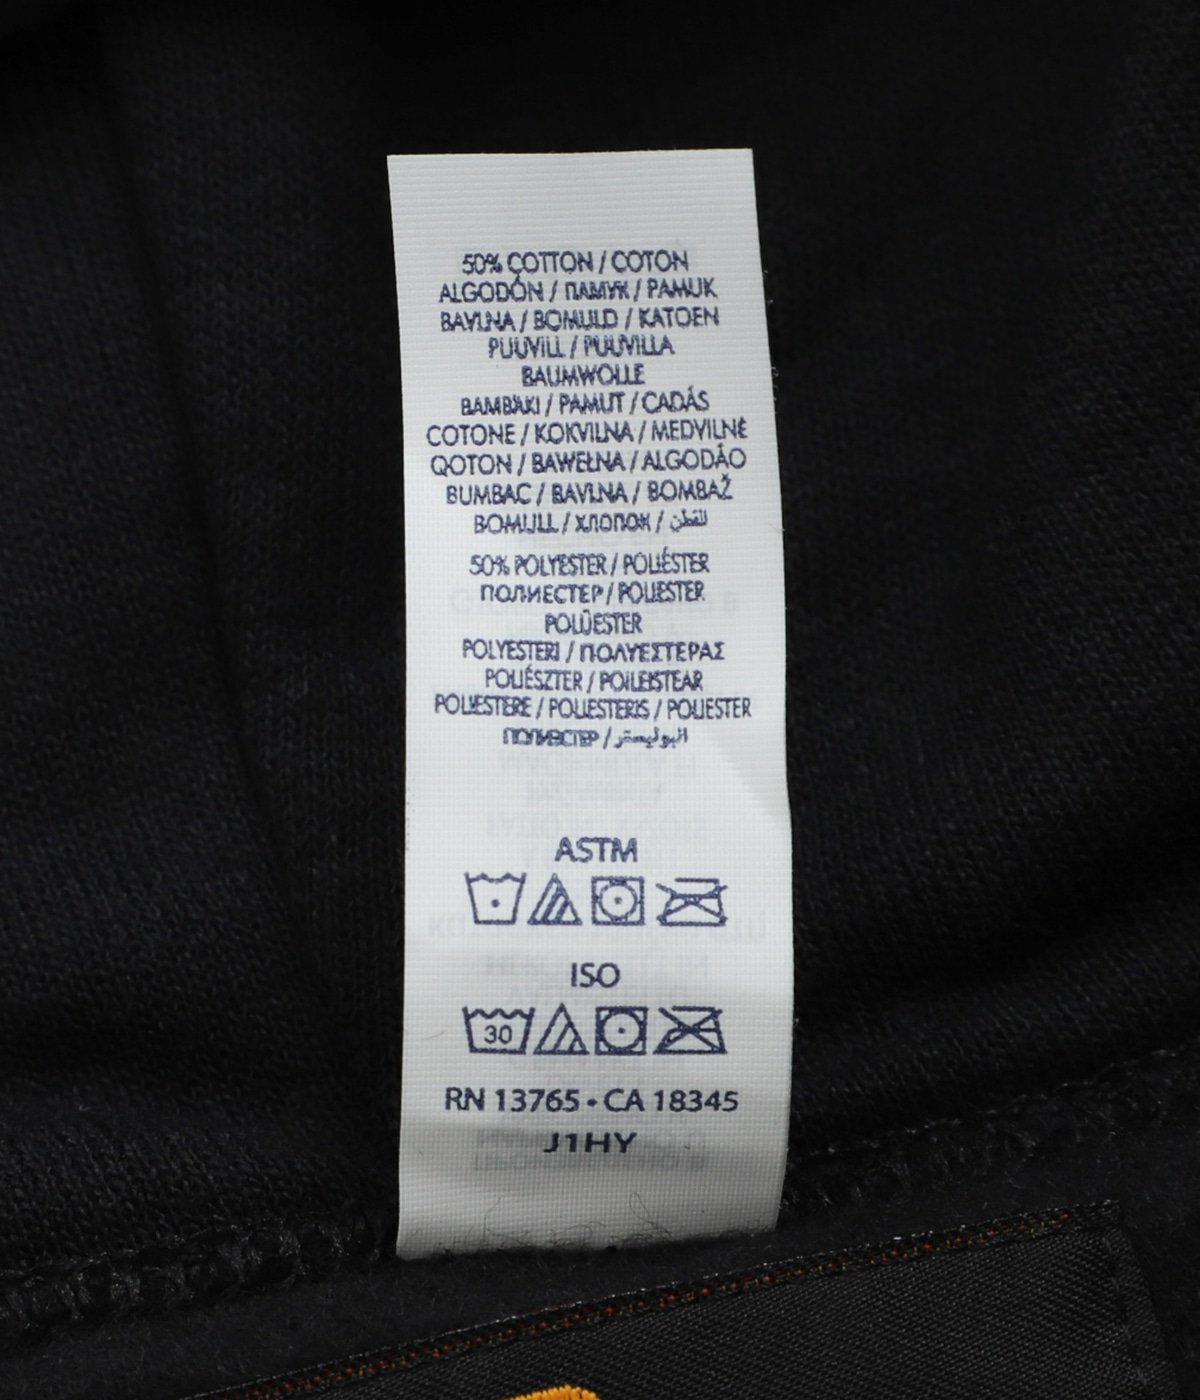 50% COTTON / COTON
ALGODÓN / ПАМУК / PAMUK
BAVLNA / BOMULD / KATOEN
PUUVILL / PUUVILLA
BAUMWOLLE
BAMBAKI / PAMUT / CADÁS
COTONE / KOKVILNA / MEDVILNĖ
QOTON / BAWEŁNA / ALGODÃO
BUMBAC / BAVLNA / BOMBAŽ
BOMULL / ХЛОПОК / القطن
50% POLYESTER / POLIÉSTER
ПОЛИЕСТЕР / POLIESTER
POLÜESTER
POLYESTERI / ΠΟΛΥΕΣΤΕΡΑΣ
POLIÉSZTER / POILEISTEAR
POLIESTERE / POLIESTERIS / POLIESTER
ПОЛИЭСТЕР / البوليستر
ASTM
ISO
30
RN 13765 • CA 18345
J1HY